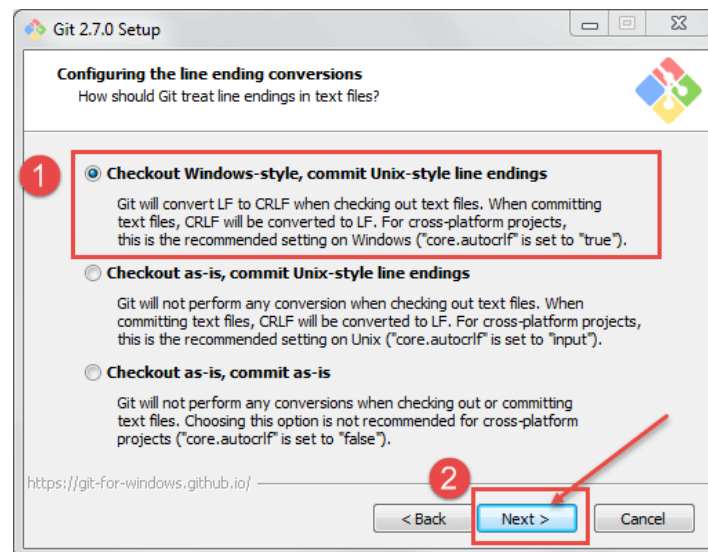 Git 2.7.0 Setup
Configuring the line ending conversions
How should Git treat line endings in text files?
1
Checkout Windows-style, commit Unix-style line endings
Git will convert LF to CRLF when checking out text files. When committing
text files, CRLF will be converted to LF. For cross-platform projects,
this is the recommended setting on Windows ("core.autocrlf" is set to "true").
Checkout as-is, commit Unix-style line endings
Git will not perform any conversion when checking out text files. When
committing text files, CRLF will be converted to LF. For cross-platform projects,
this is the recommended setting on Unix ("core.autocrlf" is set to "input").
Checkout as-is, commit as-is
Git will not perform any conversions when checking out or committing
text files. Choosing this option is not recommended for cross-platform
projects ("core.autocrlf" is set to "false").
https://git-for-windows.github.io/
2
< Back Next > Cancel